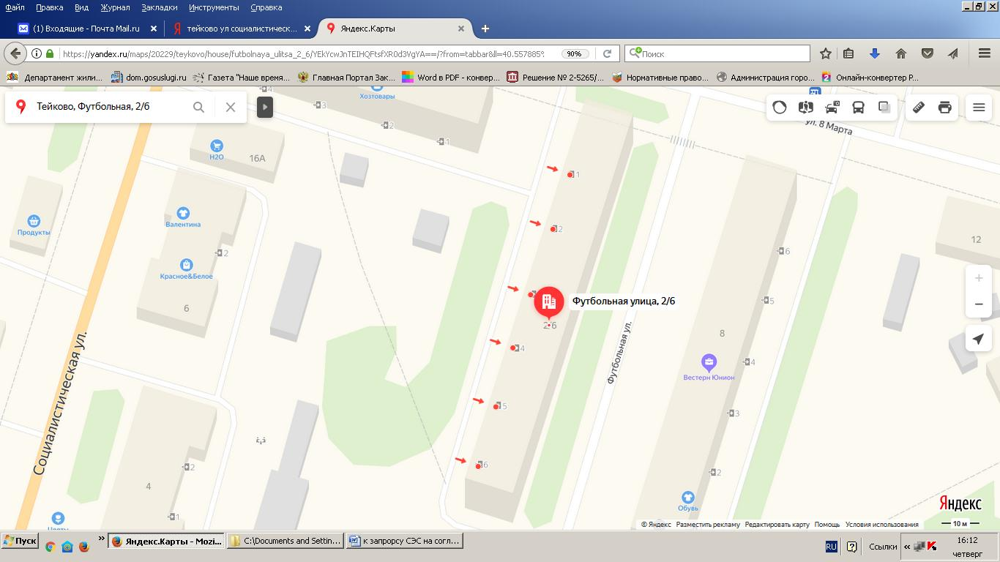 Файл Правка Вид Журнал Закладки Инструменты Справка
(1) Входящие - Почта Mail.ru
тейково ул социалистическ...
Яндекс.Карты
https://yandex.ru/maps/20229/teykovo/house/futbolnaya_ulitsa_2_6/YEkYcwJnTEIHQFtsfXR0d3VgYA==/?from=tabbar&ll=40.557885%
90%
Поиск
Департамент жили...
dom.gosuslugi.ru
Газета "Наше время...
Главная Портал Зак...
Word в PDF - конвер...
Решение № 2-5265/...
Нормативные право...
Администрация горо...
Онлайн-конвертер Р...
Тейково, Футбольная, 2/6
Хозтовары
4
3
2
1
ул. 8 Марта
H2O
16А
1
Валентина
2
Продукты
12
2
6
Красное&Белое
6
5
Футбольная улица, 2/6
2/6
8
4
4
Вестерн Юнион
Футбольная ул.
Социалистическая ул.
5
3
2
6
2
4
Обувь
1
Цветы
Яндекс
© Яндекс Разместить рекламу Редактировать карту Помощь Условия использования
10 м
Пуск
»
Яндекс.Карты - Mozi...
C:\Documents and Settin...
к запрорсу СЭС на согл...
RU
?
Ссылки «
16:12
четверг